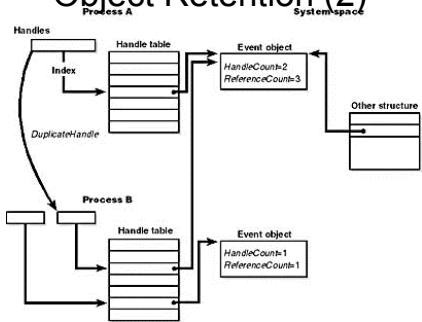 Object Retention (2)
Process A
System space
Handles
Handle table
Event object
Index
HandleCount=2
ReferenceCount=3
Other structure
DuplicateHandle
Process B
Handle table
Event object
HandleCount=1
ReferenceCount=1